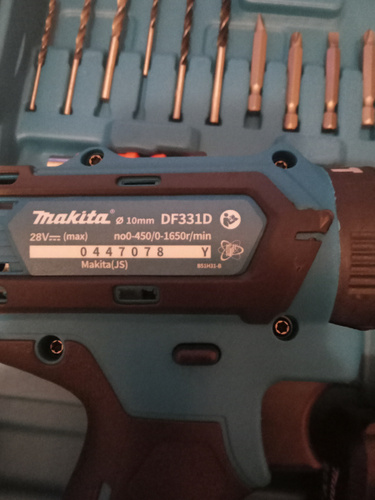 makita® ø 10mm DF331D
28V⎓ (max) no0-450/0-1650r/min
0447078 Y
Makita(JS)